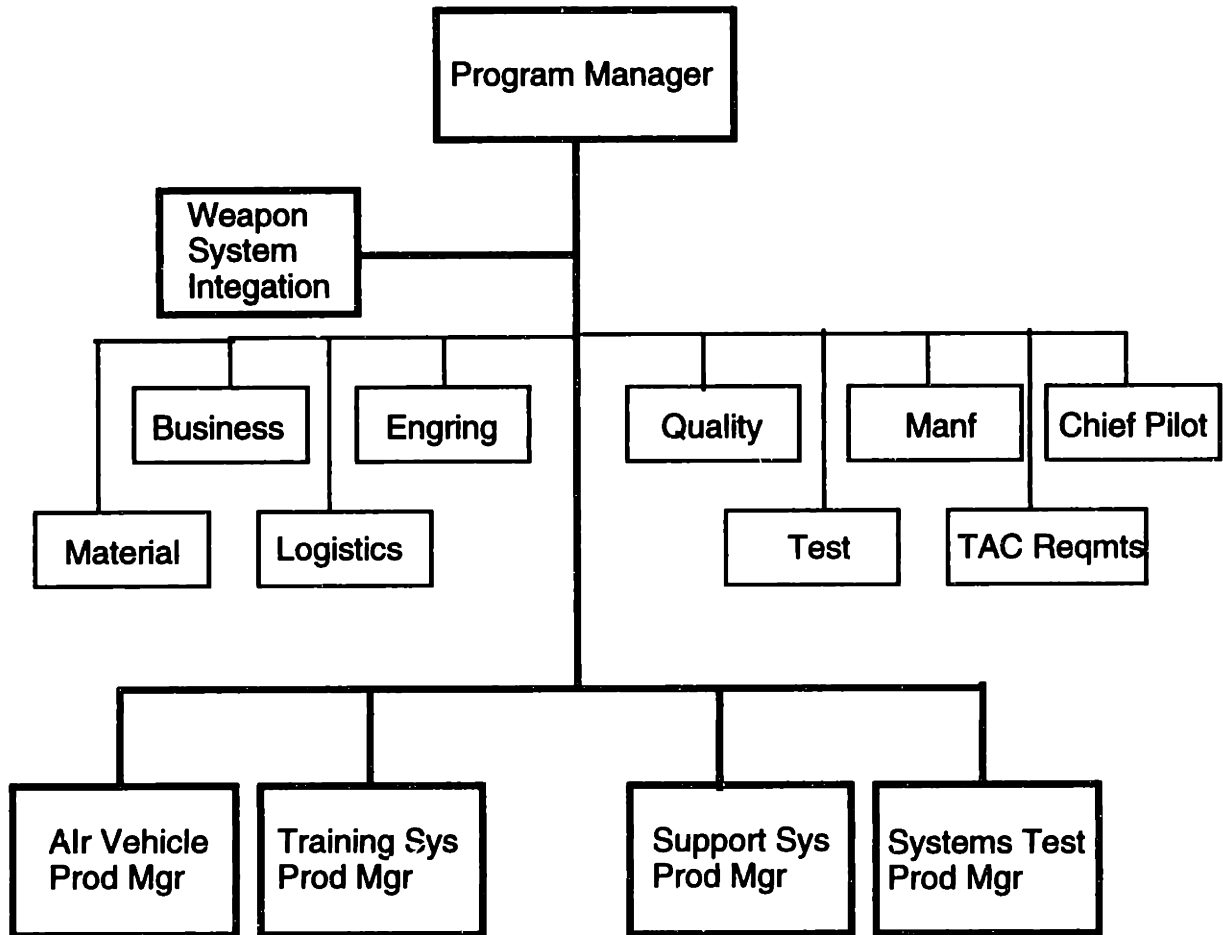 Program Manager
Weapon
System
Integation
Business
Engring
Quality
Manf
Chief Pilot
Material
Logistics
Test
TAC Reqmts
AIr Vehicle
Prod Mgr
Training Sys
Prod Mgr
Support Sys
Prod Mgr
Systems Test
Prod Mgr